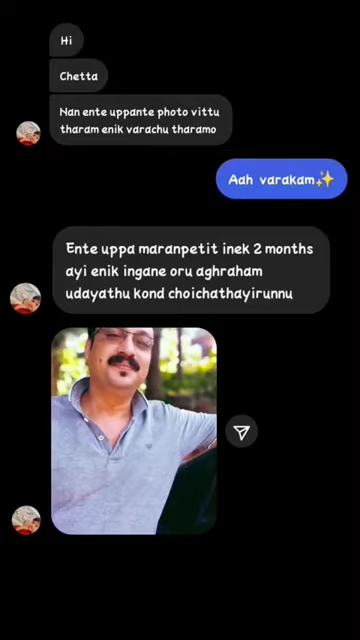 Hi
Chetta
Nan ente uppante photo vittu
tharam enik varachu tharamo
Aah varakam✨
Ente uppa maranpetit inek 2 months
ayi enik ingane oru aghraham
udayathu kond choichathayirunnu